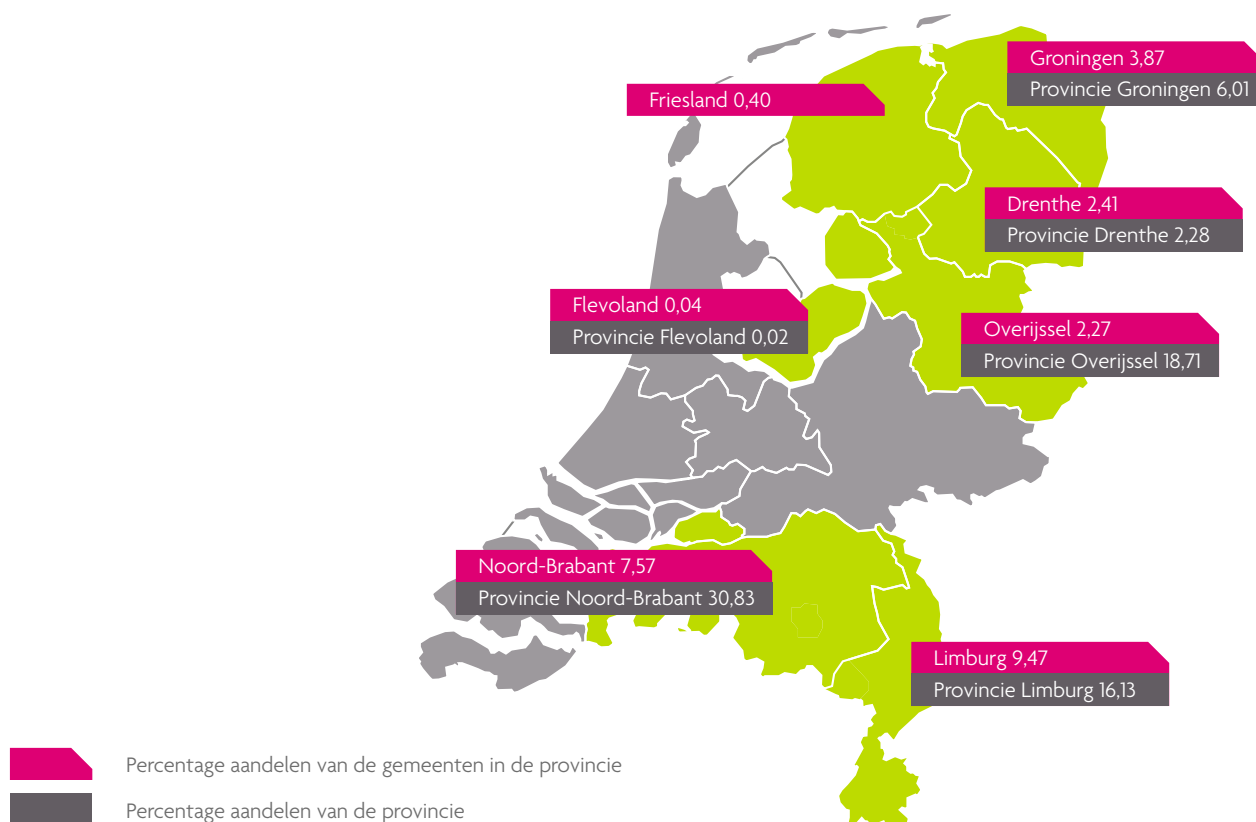 Groningen 3,87
Provincie Groningen 6,01
Friesland 0,40
Drenthe 2,41
Provincie Drenthe 2,28
Flevoland 0,04
Provincie Flevoland 0,02
Overijssel 2,27
Provincie Overijssel 18,71
Noord-Brabant 7,57
Provincie Noord-Brabant 30,83
Limburg 9,47
Provincie Limburg 16,13
Percentage aandelen van de gemeenten in de provincie
Percentage aandelen van de provincie